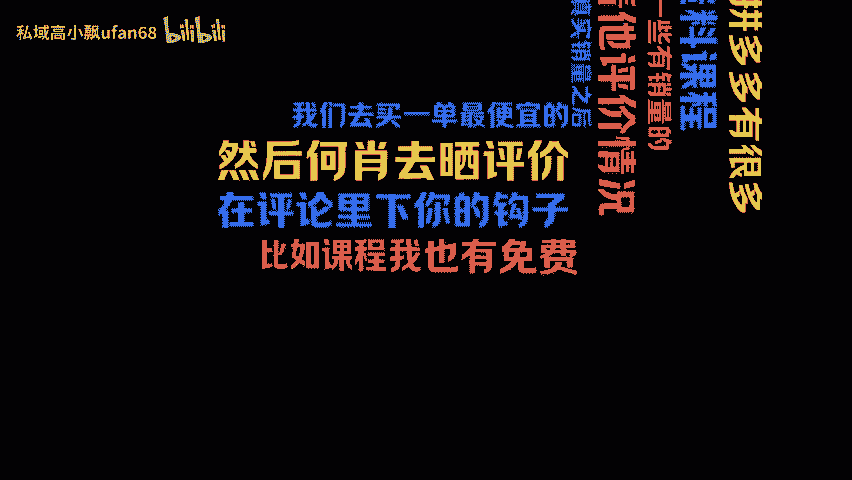 私域高小飘ufan68 bilibili
拼多多有很多
料课程
一些有销量的
他评价情况
真实销量之后
我们去买一单最便宜的
然后何肖去晒评价
在评论里下你的钩子
比如课程我也有免费